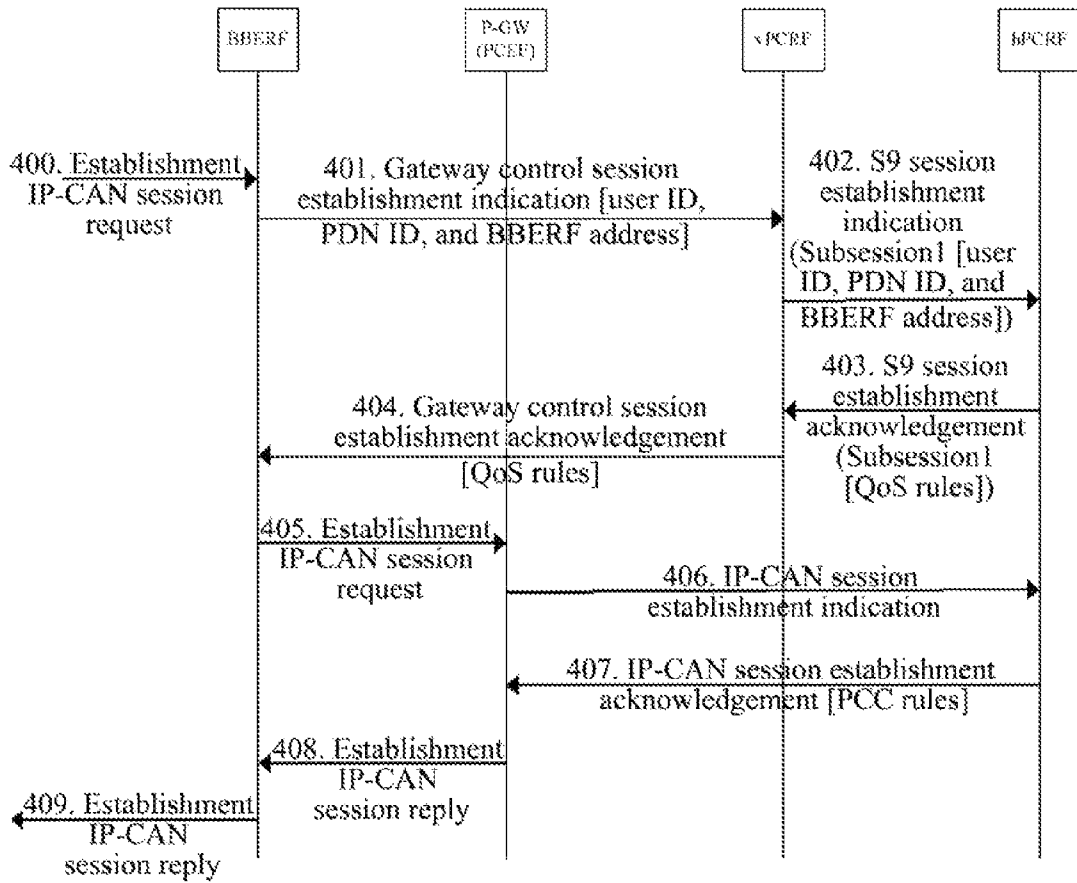 BBERF
P-GW
(PCEF)
vPCRF
hPCRF
400. Establishment
IP-CAN session
request
401. Gateway control session
establishment indication [user ID,
PDN ID, and BBERF address]
402. S9 session
establishment
indication
(Subsession1 [user
ID, PDN ID, and
BBERF address])
403. S9 session
establishment
acknowledgement
(Subsession1
[QoS rules])
404. Gateway control session
establishment acknowledgement
[QoS rules]
405. Establishment
IP-CAN session
request
406. IP-CAN session
establishment indication
407. IP-CAN session establishment
acknowledgement [PCC rules]
408. Establishment
IP-CAN
session reply
409. Establishment
IP-CAN
session reply